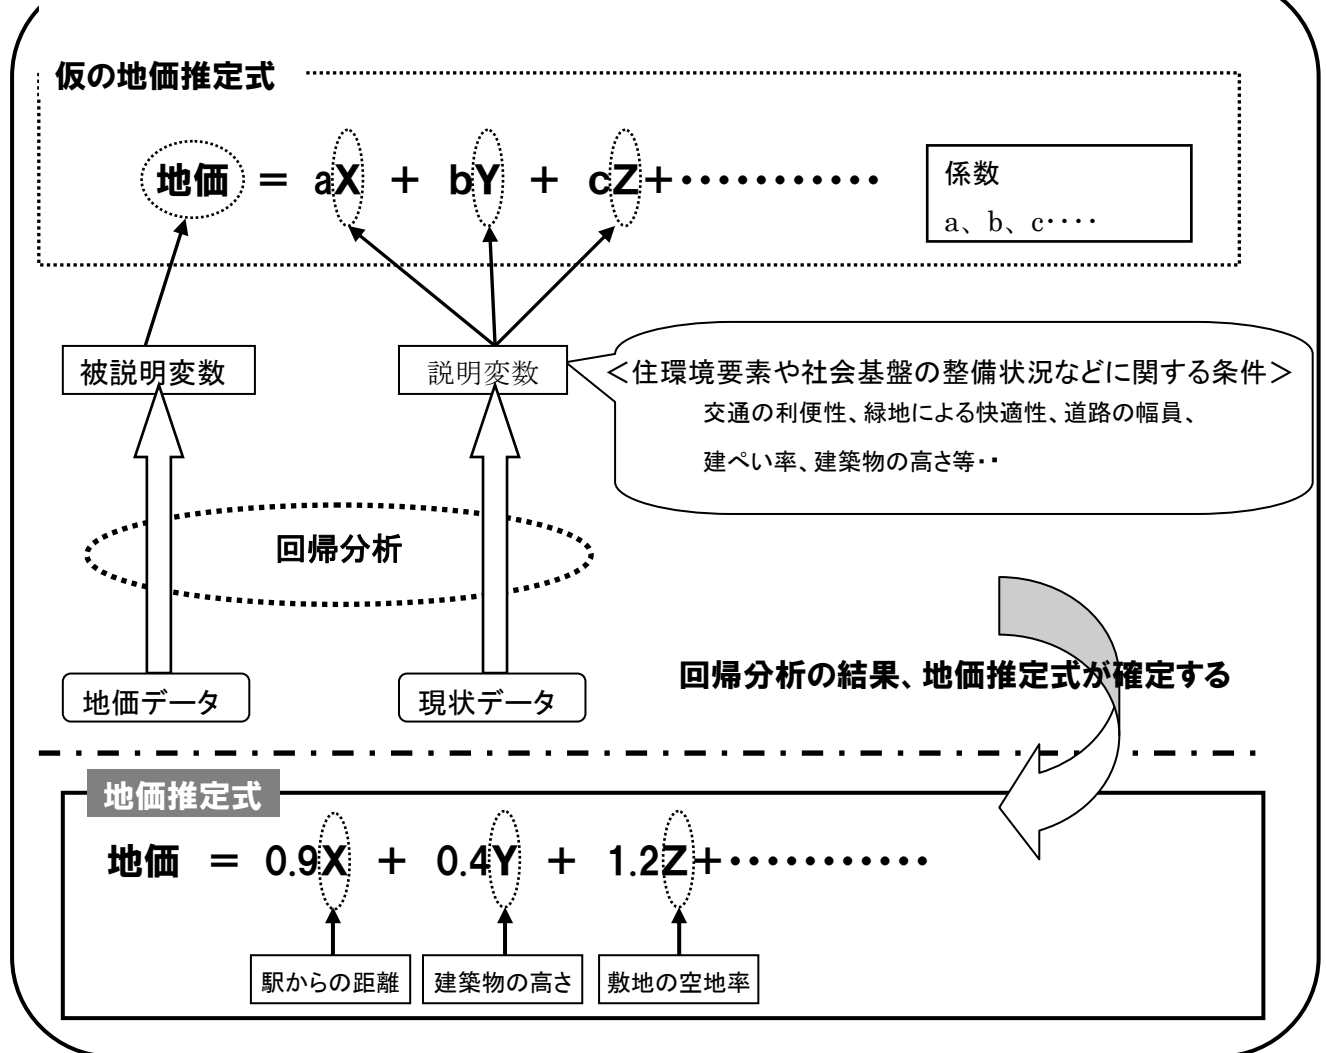 仮の地価推定式
地価 = aX + bY + cZ+・・・・・・・・・・・
係数
a、b、c・・・・
被説明変数
説明変数
＜住環境要素や社会基盤の整備状況などに関する条件＞
交通の利便性、緑地による快適性、道路の幅員、
建ぺい率、建築物の高さ等・・
回帰分析
地価データ
現状データ
回帰分析の結果、地価推定式が確定する
地価推定式
地価 = 0.9X + 0.4Y + 1.2Z+・・・・・・・・・・・
駅からの距離
建築物の高さ
敷地の空地率